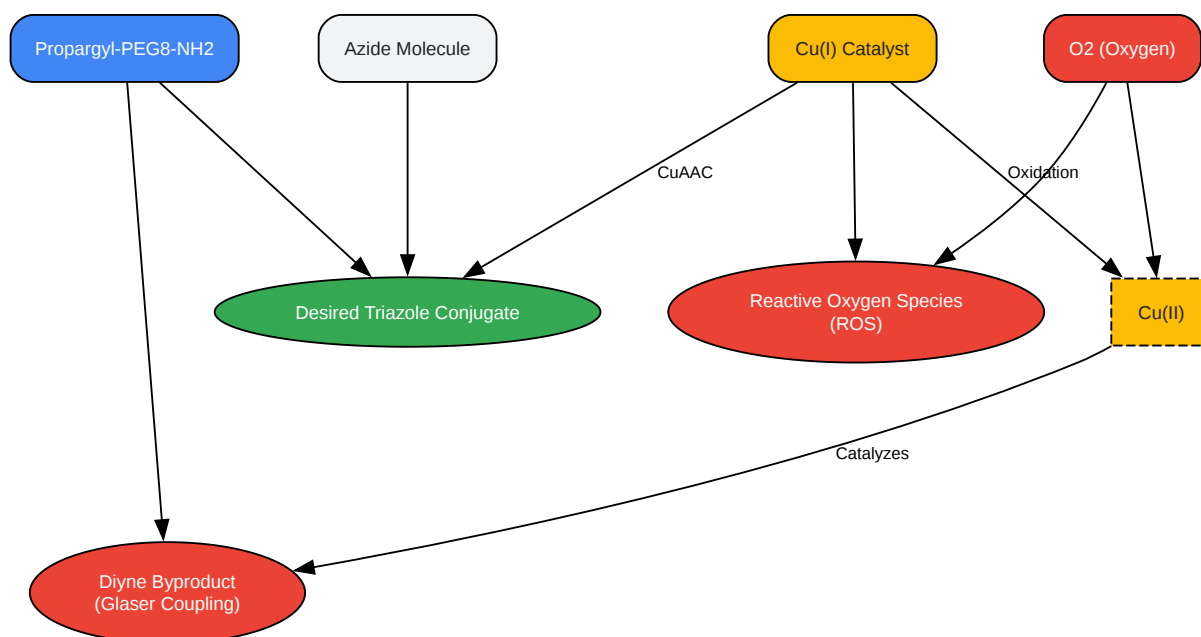 Propargyl-PEG8-NH2
Azide Molecule
Cu(I) Catalyst
O2 (Oxygen)
CuAAC
Oxidation
Desired Triazole Conjugate
Reactive Oxygen Species
(ROS)
Cu(II)
Catalyzes
Diyne Byproduct
(Glaser Coupling)